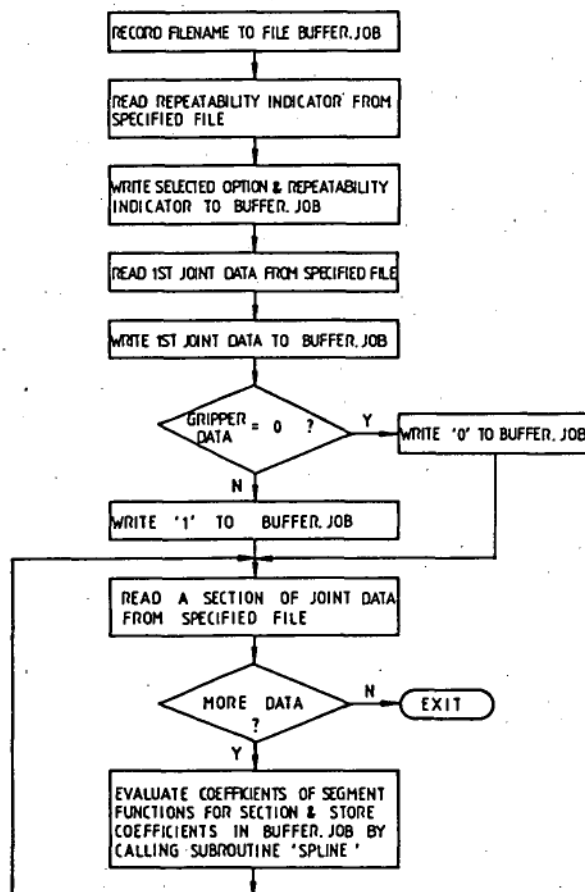 RECORD FILENAME TO FILE BUFFER. JOB
READ REPEATABILITY INDICATOR FROM
SPECIFIED FILE
WRITE SELECTED OPTION & REPEATABILITY
INDICATOR TO BUFFER. JOB
READ 1ST JOINT DATA FROM SPECIFIED FILE
WRITE 1ST JOINT DATA TO BUFFER. JOB
GRIPPER
DATA = 0 ?
Y
WRITE '0' TO BUFFER. JOB
N
WRITE '1' TO BUFFER. JOB
READ A SECTION OF JOINT DATA
FROM SPECIFIED FILE
MORE DATA
?
N
EXIT
Y
EVALUATE COEFFICIENTS OF SEGMENT
FUNCTIONS FOR SECTION & STORE
COEFFICIENTS IN BUFFER. JOB BY
CALLING SUBROUTINE 'SPLINE'